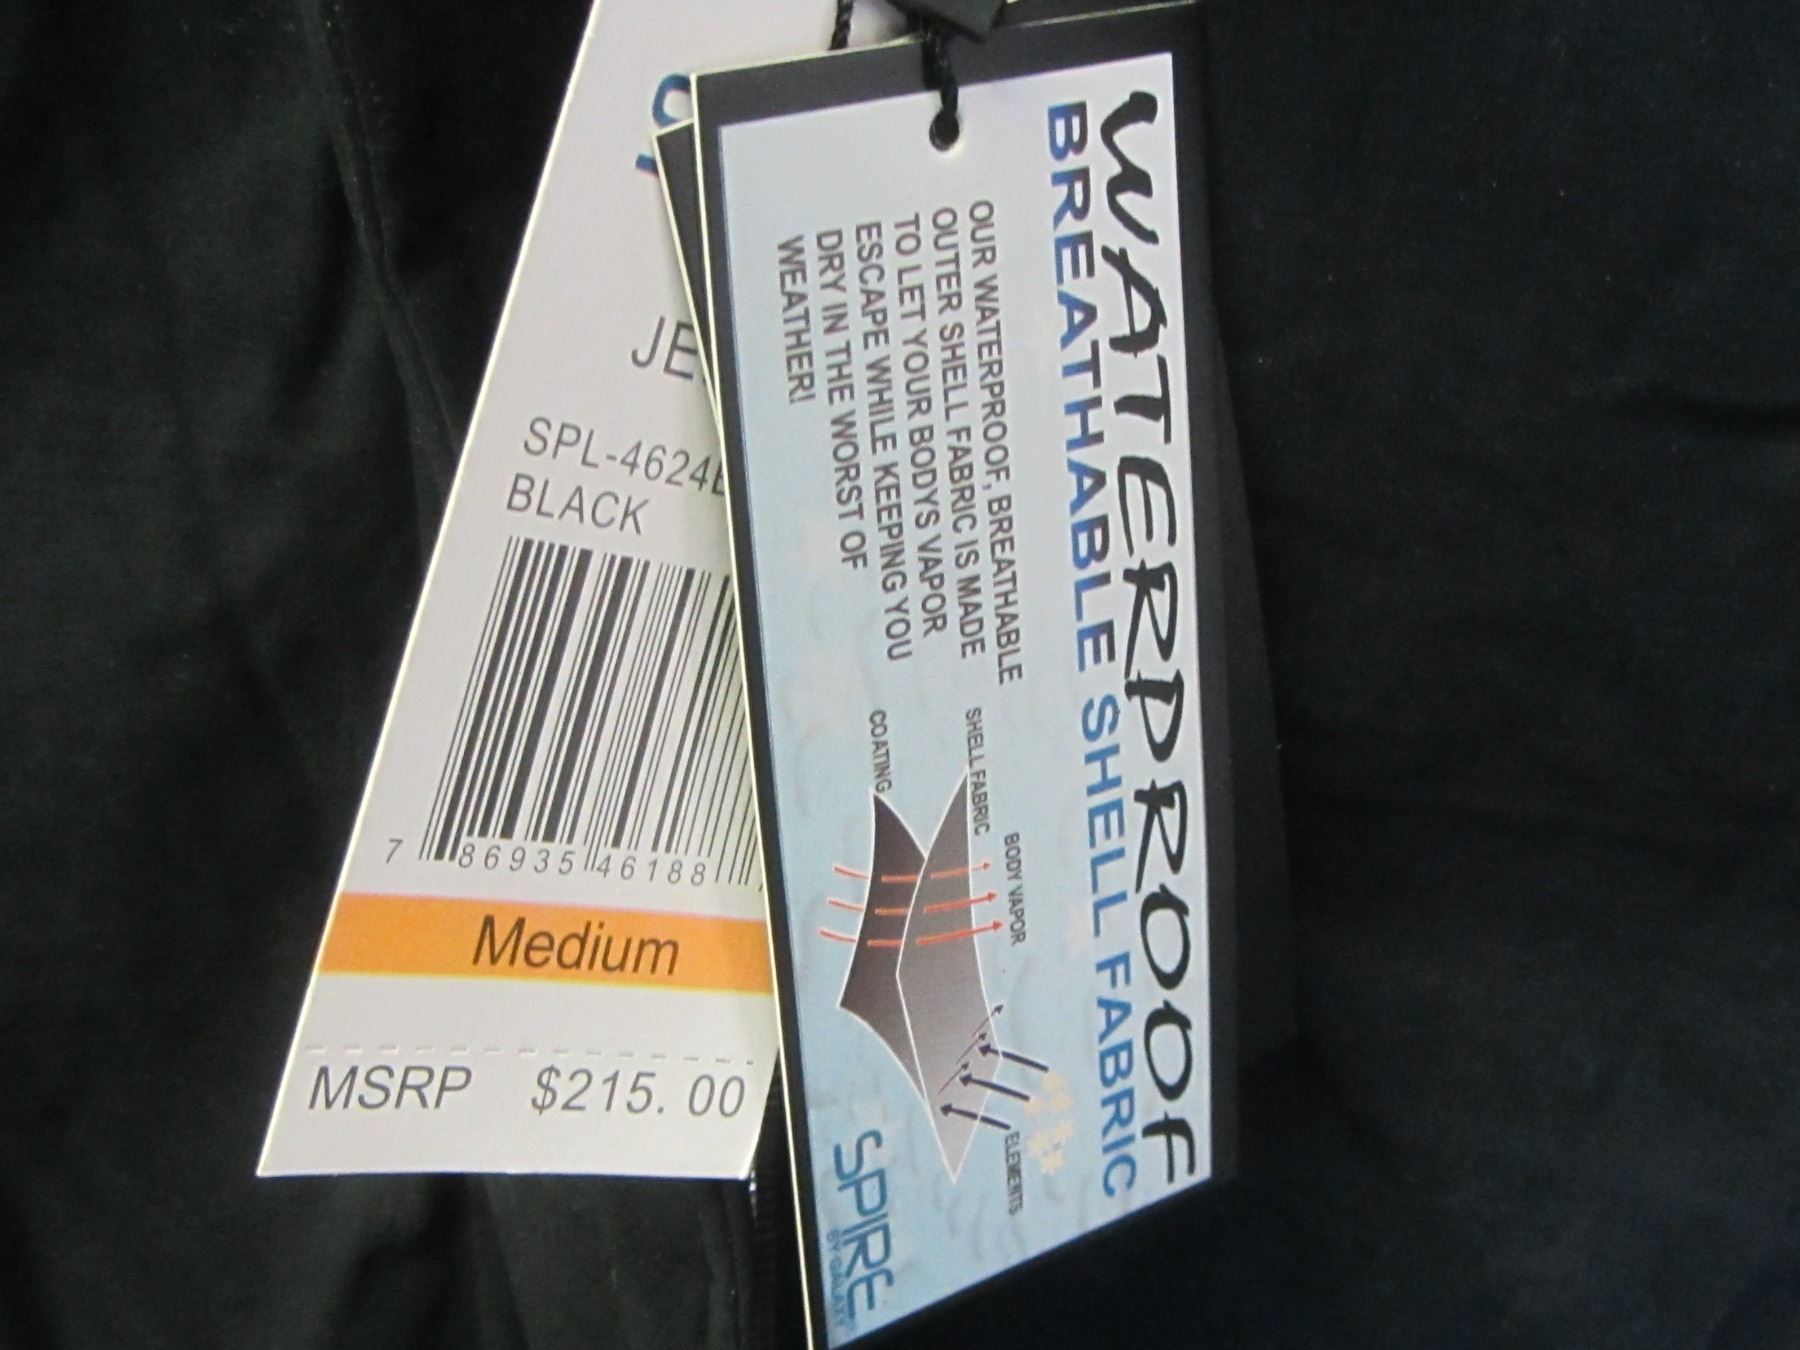 JE
SPL-4624
BLACK
7 86935 46188
Medium
MSRP $215.00
WATERPROOF
BREATHABLE SHELL FABRIC
OUR WATERPROOF, BREATHABLE
OUTER SHELL FABRIC IS MADE
TO LET YOUR BODYS VAPOR
ESCAPE WHILE KEEPING YOU
DRY IN THE WORST OF
WEATHER!
BODY VAPOR
SHELL FABRIC
COATING
ELEMENTS
SPIRE
BY GALAXY